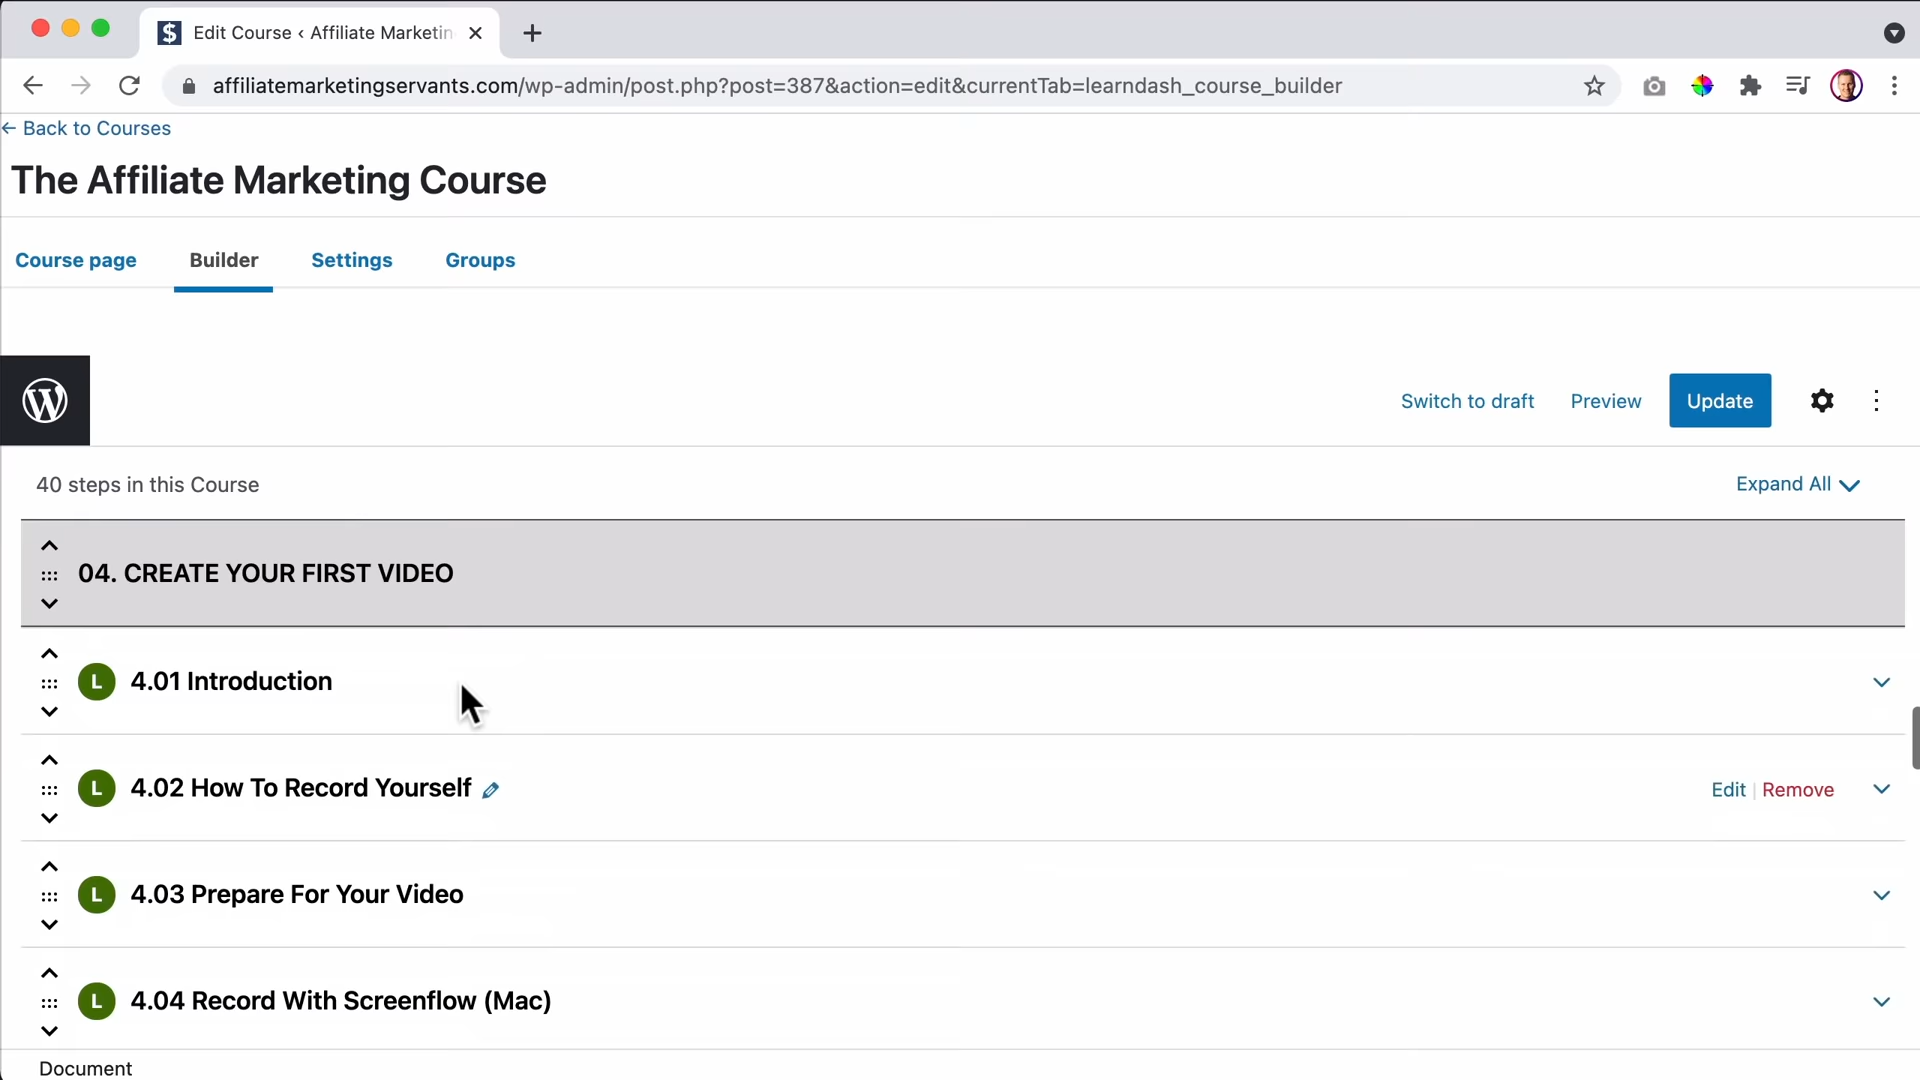 Edit Course ‹ Affiliate Marketin
affiliatemarketingservants.com/wp-admin/post.php?post=387&action=edit&currentTab=learndash_course_builder
← Back to Courses
The Affiliate Marketing Course
Course page Builder Settings Groups
Switch to draft Preview Update
40 steps in this Course Expand All
04. CREATE YOUR FIRST VIDEO
L 4.01 Introduction
L 4.02 How To Record Yourself Edit | Remove
L 4.03 Prepare For Your Video
L 4.04 Record With Screenflow (Mac)
Document